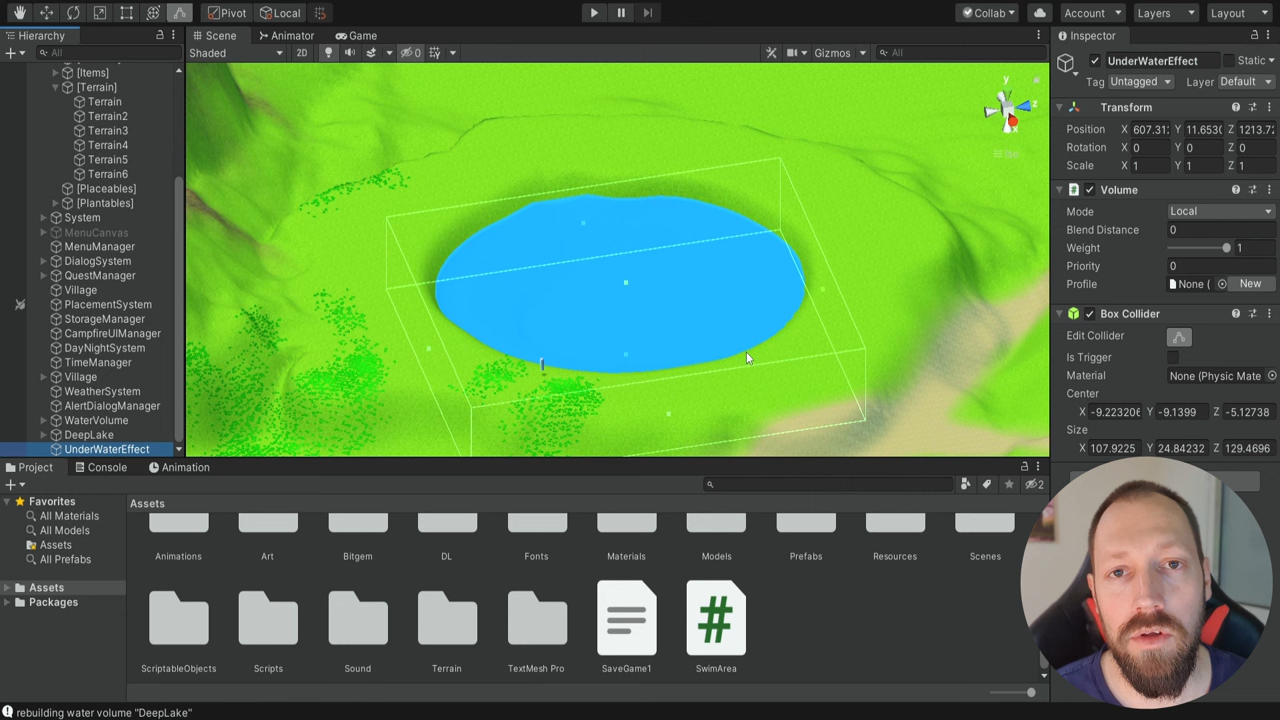 Pivot Local Collab Account Layers Layout
Hierarchy Scene Animator Game Inspector
All Shaded 2D 0 Gizmos All
UnderWaterEffect Static
Tag Untagged Layer Default
[Items]
[Terrain]
Terrain
Terrain2
Terrain3
Terrain4
Terrain5
Terrain6
[Placeables]
[Plantables]
System
MenuCanvas
MenuManager
DialogSystem
QuestManager
Village
PlacementSystem
StorageManager
CampfireUIManager
DayNightSystem
TimeManager
Village
WeatherSystem
AlertDialogManager
WaterVolume
DeepLake
UnderWaterEffect
y
z
x
Iso
Transform
Position X 607.31 Y 11.653 Z 1213.7
Rotation X 0 Y 0 Z 0
Scale X 1 Y 1 Z 1
Volume
Mode Local
Blend Distance 0
Weight 1
Priority 0
Profile None ( New
Box Collider
Edit Collider
Is Trigger
Material None (Physic Mate
Center
X -9.22320 Y -9.1399 Z -5.12738
Size
X 107.9225 Y 24.84232 Z 129.4696
Project Console Animation
2
Favorites
All Materials
All Models
Assets
All Prefabs
Assets
Packages
Assets
Animations Art Bitgem DL Fonts Materials Models Prefabs Resources Scenes
ScriptableObjects Scripts Sound Terrain TextMesh Pro SaveGame1 SwimArea
rebuilding water volume "DeepLake"